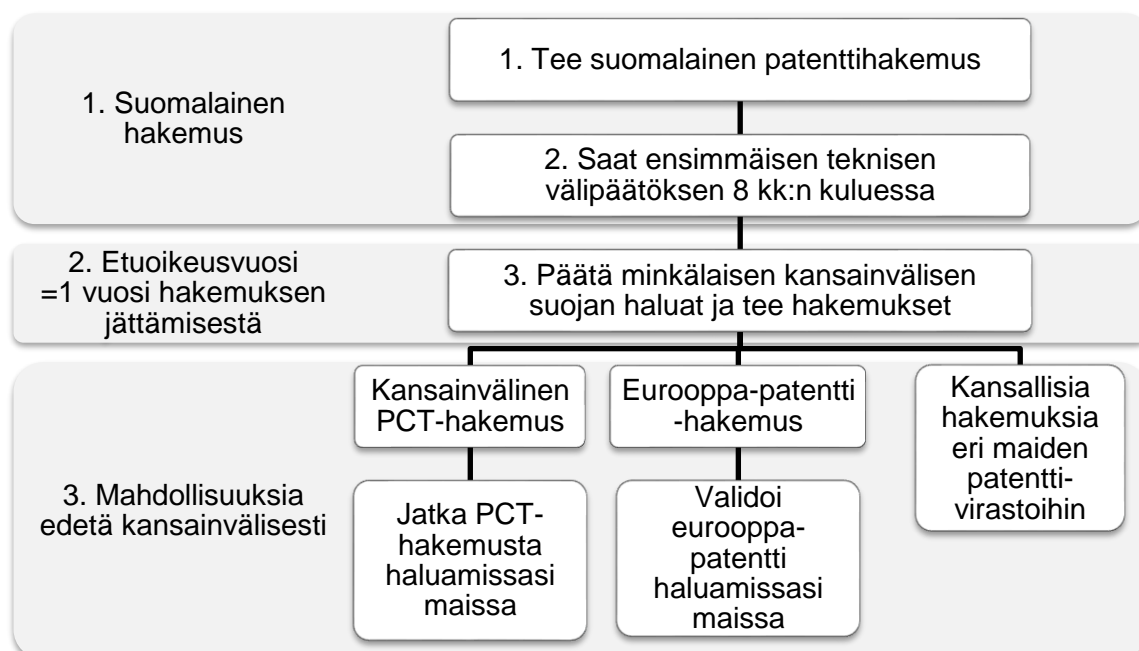 1. Suomalainen
hakemus
1. Tee suomalainen patenttihakemus
2. Saat ensimmäisen teknisen
välipäätöksen 8 kk:n kuluessa
2. Etuoikeusvuosi
=1 vuosi hakemuksen
jättämisestä
3. Päätä minkälaisen kansainvälisen
suojan haluat ja tee hakemukset
3. Mahdollisuuksia
edetä kansainvälisesti
Kansainvälinen
PCT-hakemus
Jatka PCT-
hakemusta
haluamissasi
maissa
Eurooppa-patentti
-hakemus
Validoi
eurooppa-
patentti
haluamissasi
maissa
Kansallisia
hakemuksia
eri maiden
patentti-
virastoihin